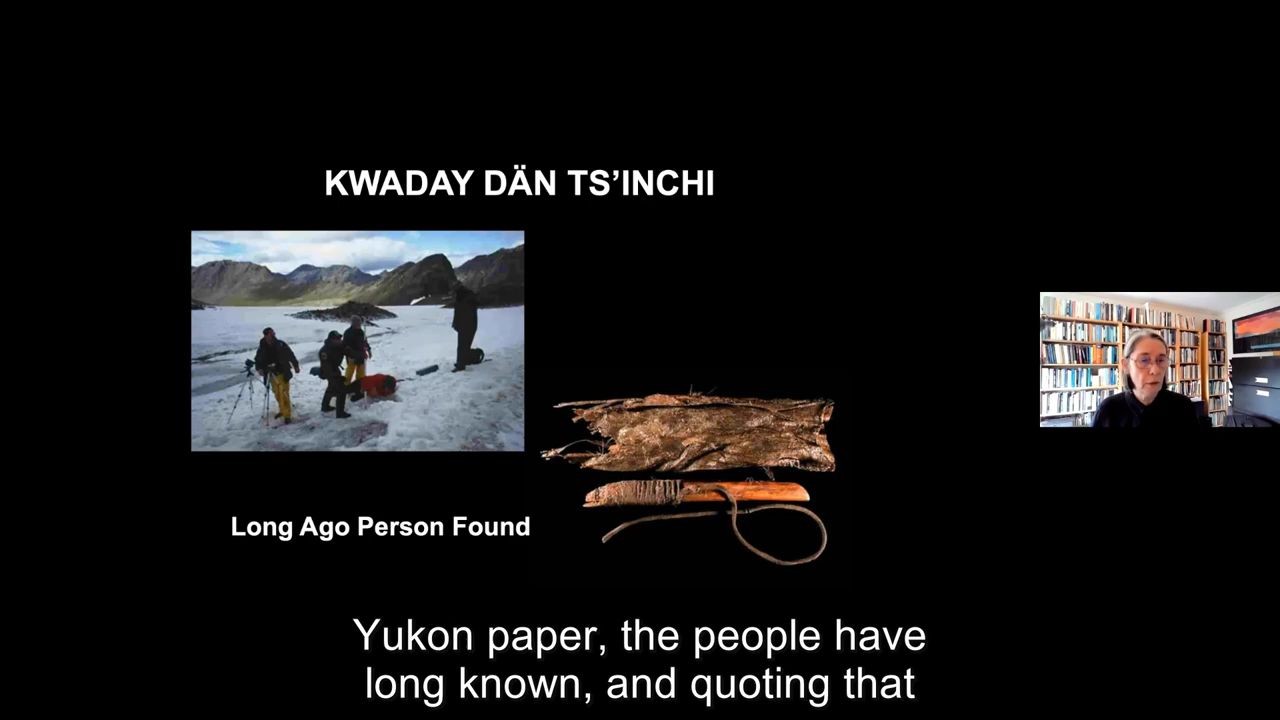 KWADAY DÄN TS’INCHI
Long Ago Person Found
Yukon paper, the people have
long known, and quoting that